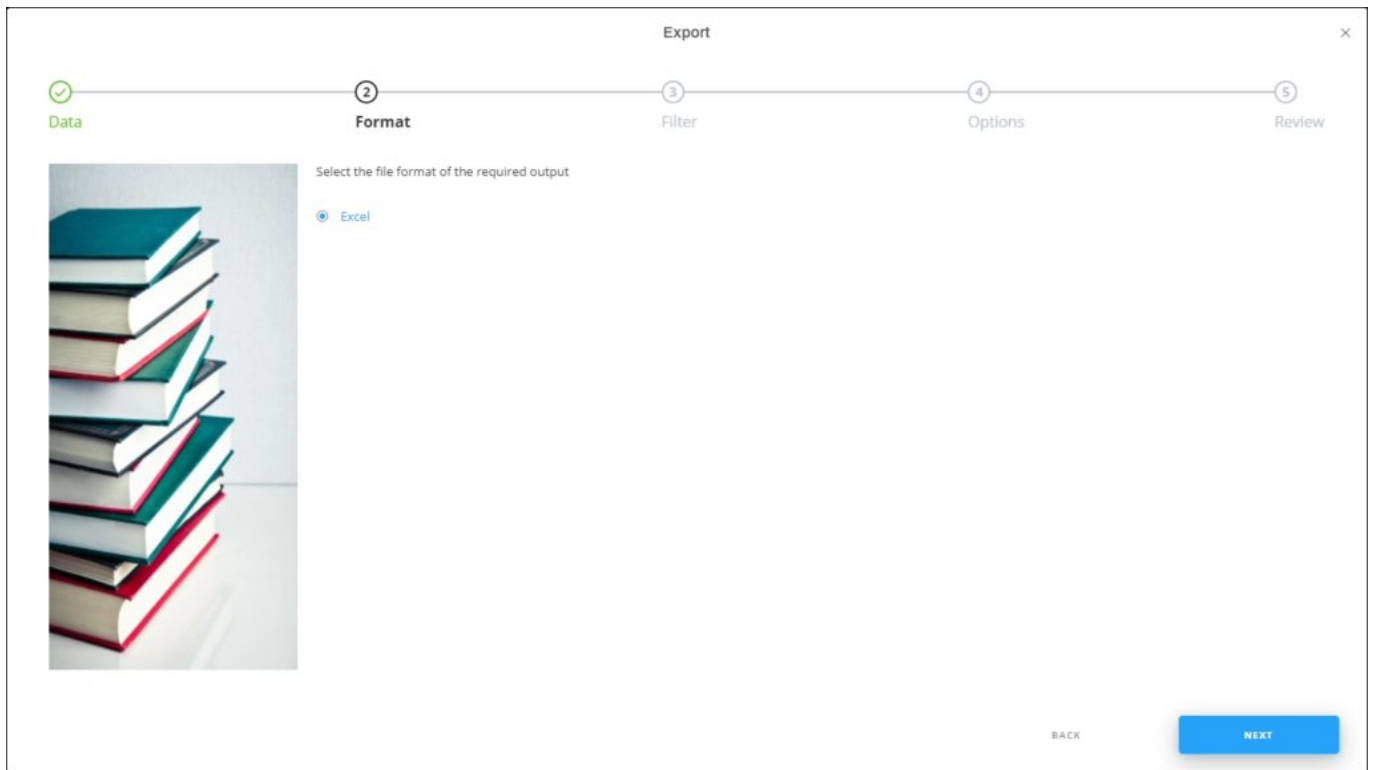 Export
2 3 4 5
Data Format Filter Options Review
Select the file format of the required output
Excel
BACK NEXT